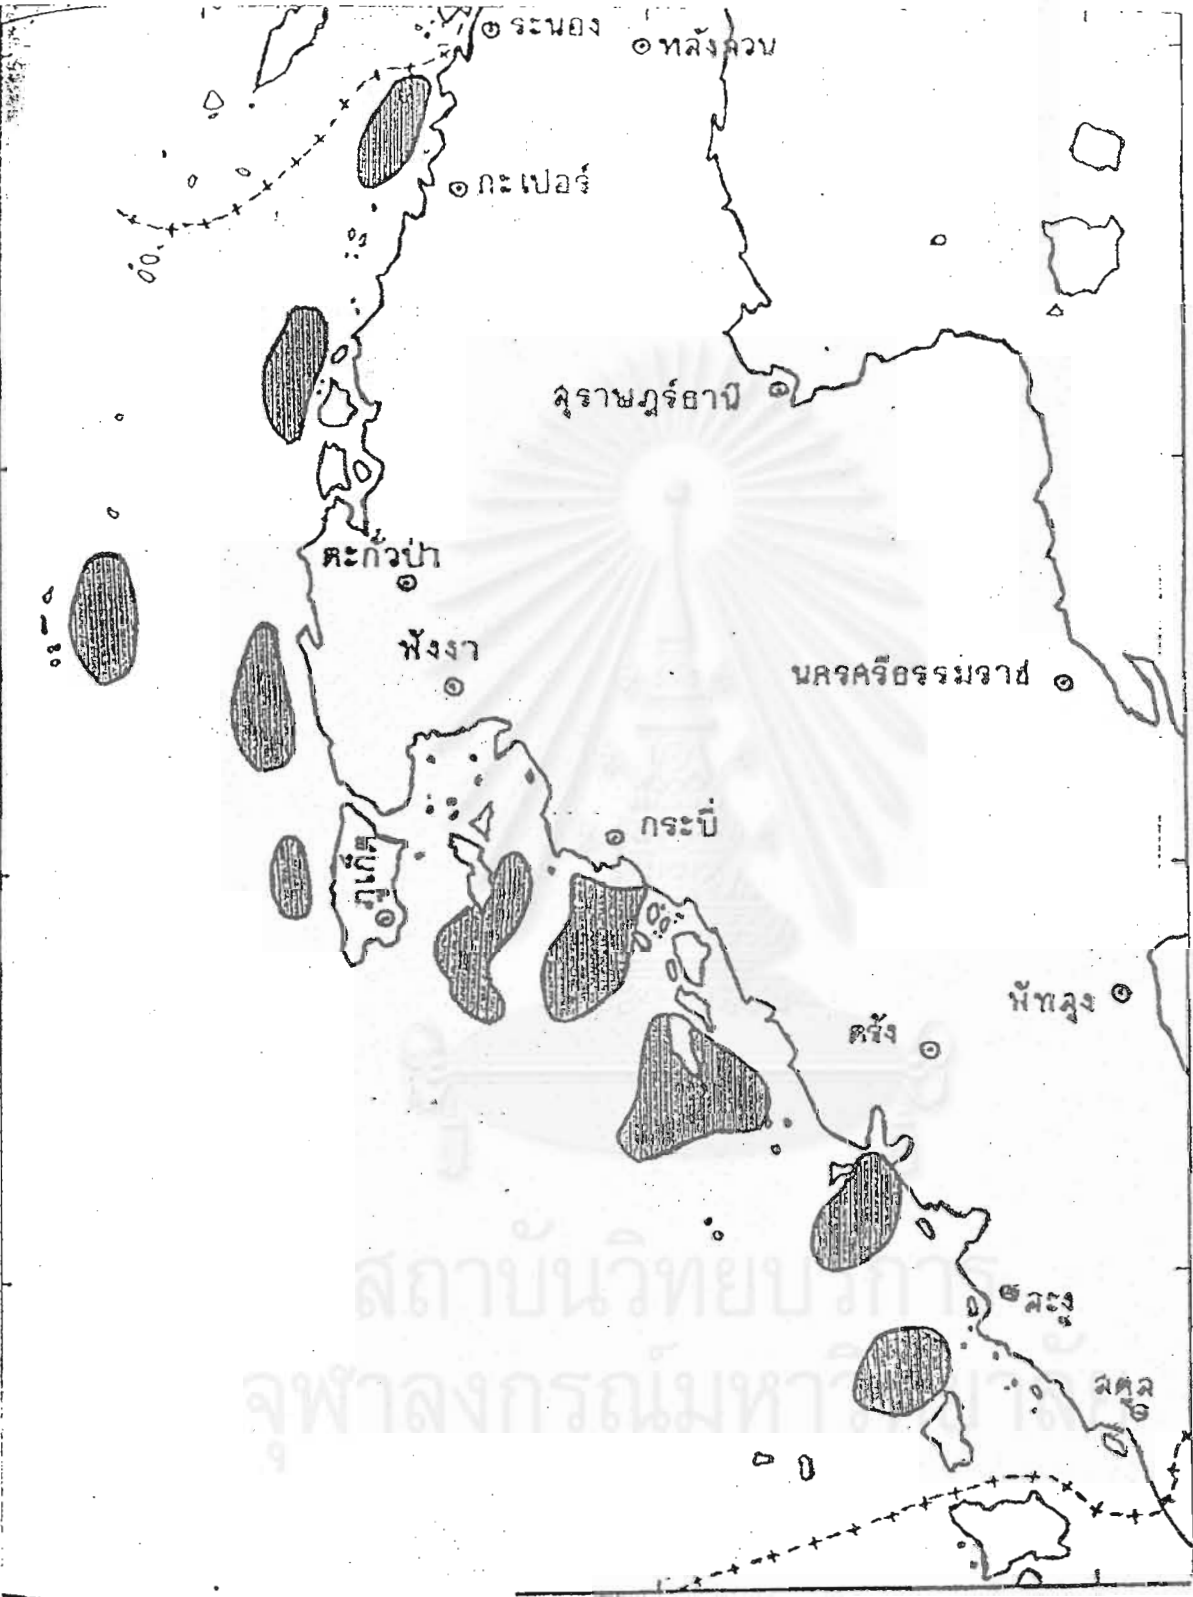 ระนอง
หลังสวน
กะเปอร์
สุราษฎร์ธานี
ตะกั่วป่า
พังงา
นครศรีธรรมราช
กระบี่
ภูเก็ต
พัทลุง
ตรัง
ละงู
สตูล
สถาบันวิทยบริการ
จุฬาลงกรณ์มหาวิทยาลัย